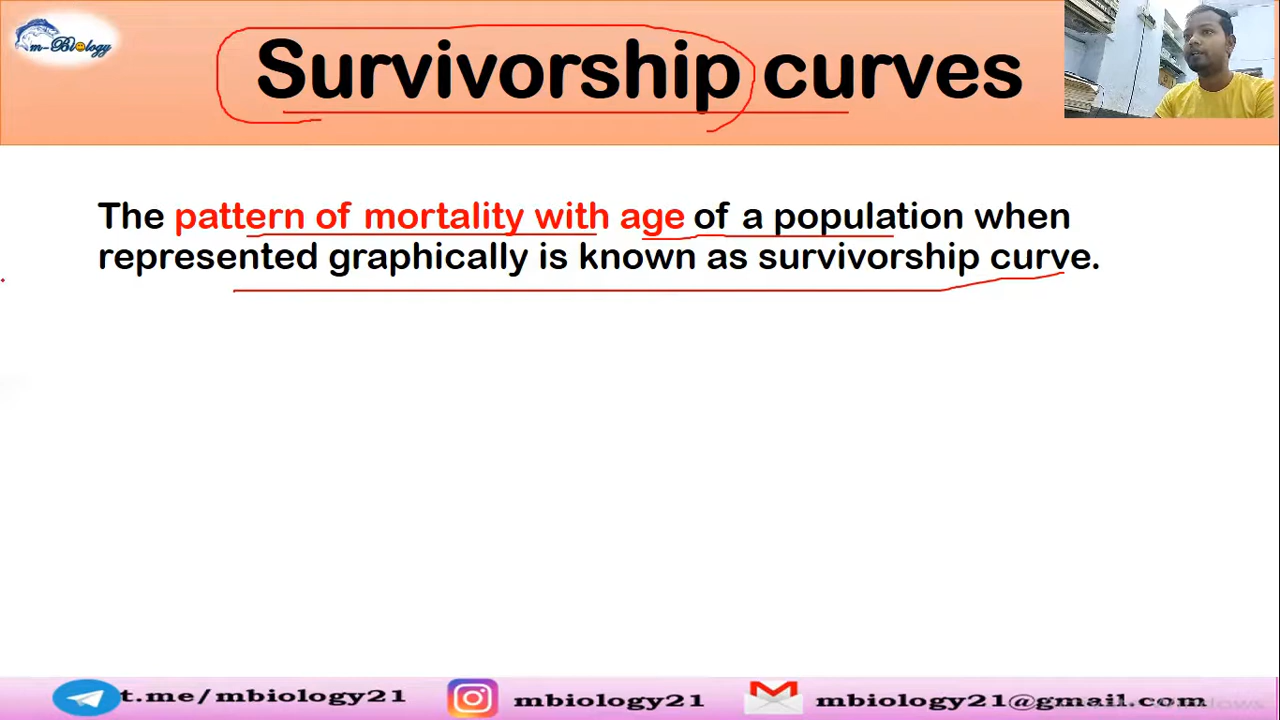 m-Biology
Survivorship curves
The pattern of mortality with age of a population when
represented graphically is known as survivorship curve.
t.me/mbiology21
mbiology21
mbiology21@gmail.com